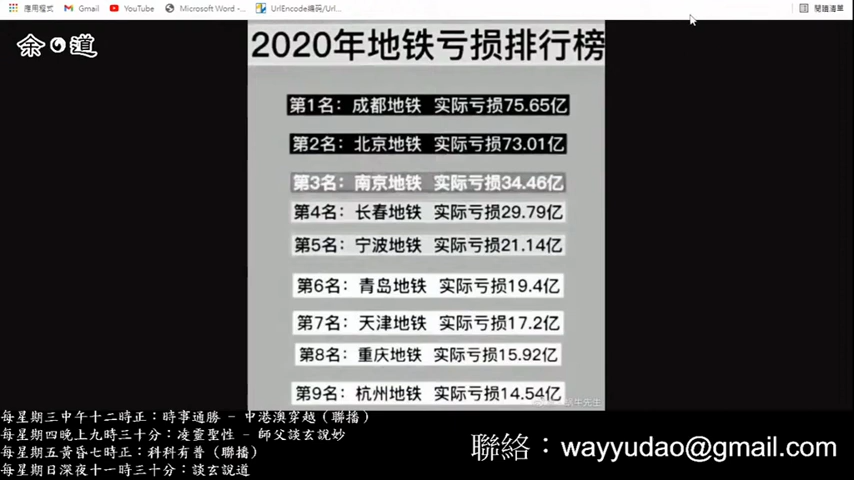 應用程式 Gmail YouTube Microsoft Word -... UrlEncode编码/Url... 閱讀清單
余道
2020年地铁亏损排行榜
第1名：成都地铁 实际亏损75.65亿
第2名：北京地铁 实际亏损73.01亿
第3名：南京地铁 实际亏损34.46亿
第4名：长春地铁 实际亏损29.79亿
第5名：宁波地铁 实际亏损21.14亿
第6名：青岛地铁 实际亏损19.4亿
第7名：天津地铁 实际亏损17.2亿
第8名：重庆地铁 实际亏损15.92亿
第9名：杭州地铁 实际亏损14.54亿
每星期三中午十二時正：時事通勝 - 中港澳穿越(聯播)
每星期四晚上九時三十分：凌靈聖性 - 師父談玄說妙
每星期五黃昏七時正：科科有普(聯播)
每星期日深夜十一時三十分：談玄說道
聯絡：wayyudao@gmail.com